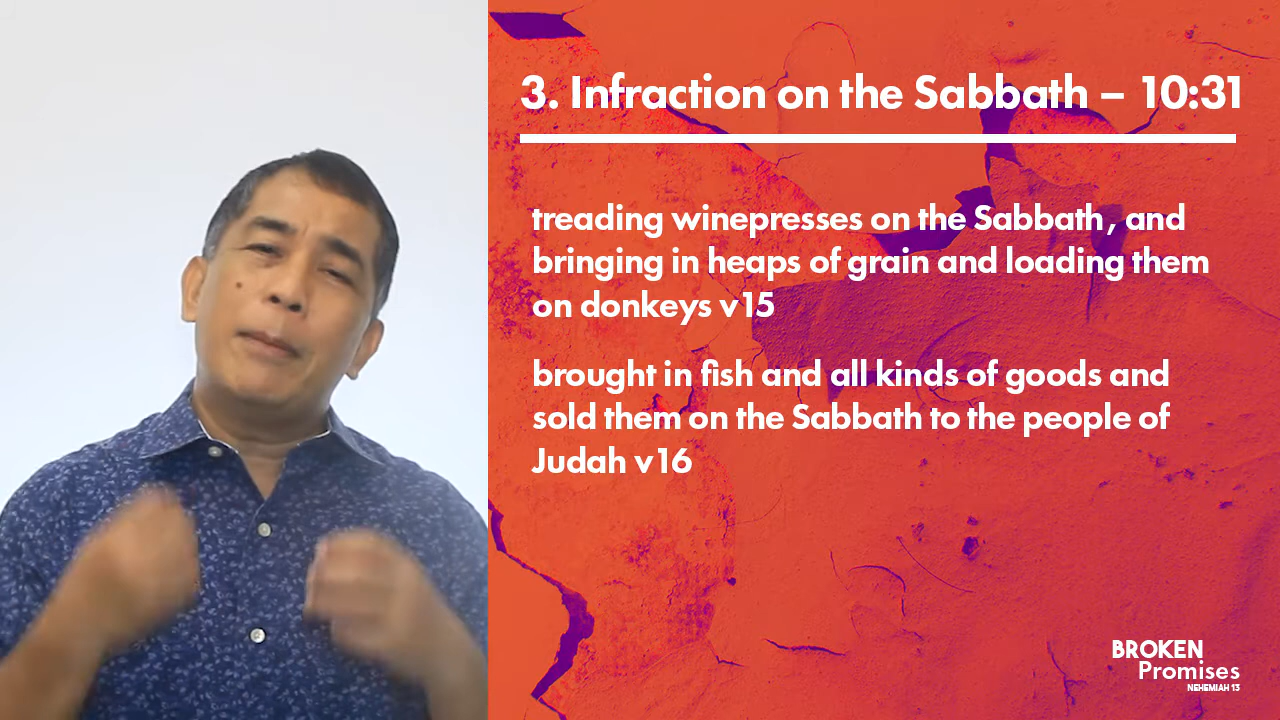 3. Infraction on the Sabbath – 10:31
treading winepresses on the Sabbath, and
bringing in heaps of grain and loading them
on donkeys v15
brought in fish and all kinds of goods and
sold them on the Sabbath to the people of
Judah v16
BROKEN
Promises
NEHEMIAH 13